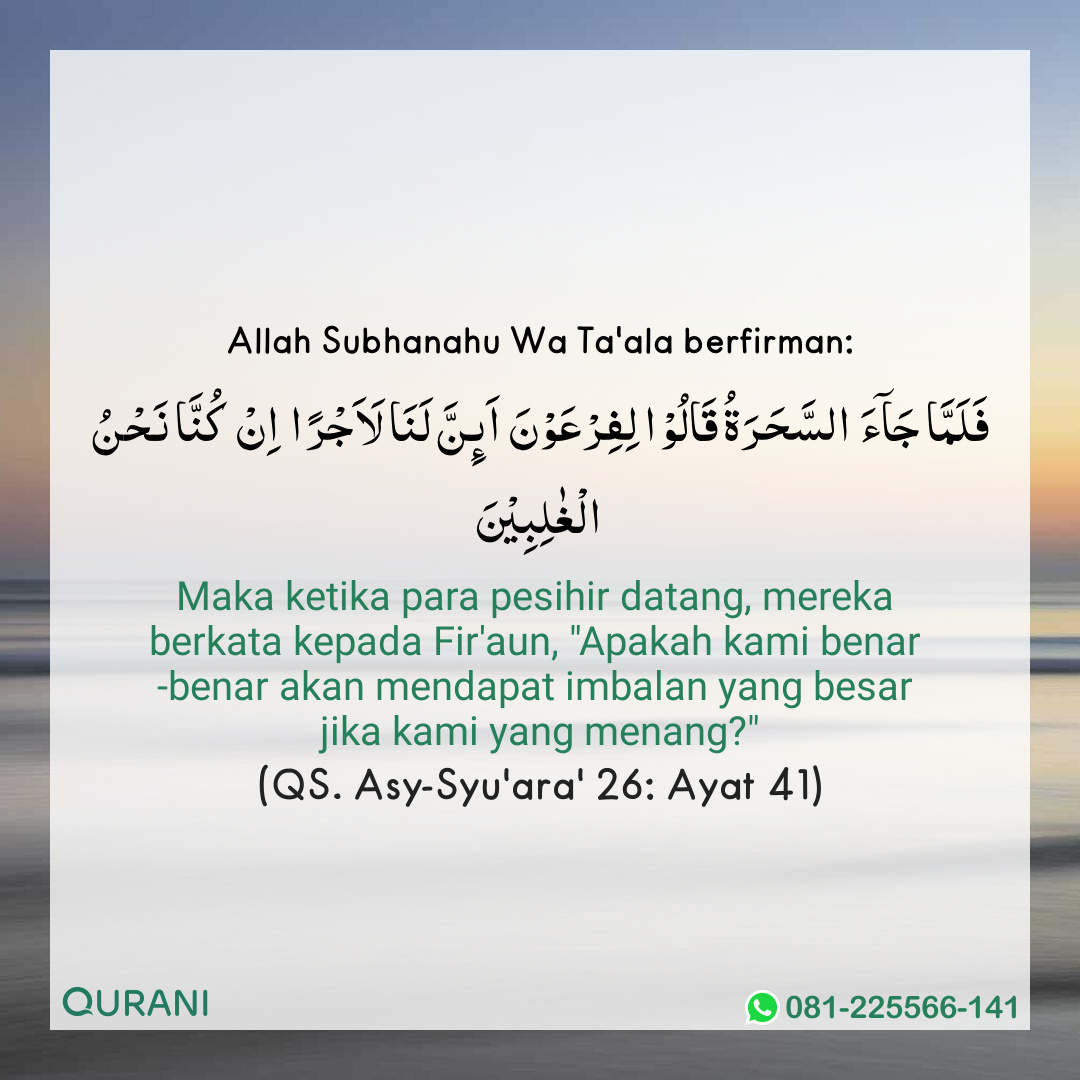 Allah Subhanahu Wa Ta'ala berfirman:
فَلَمَّا جَآءَ السَّحَرَةُ قَالُوْا لِفِرْعَوْنَ اَىِٕنَّ لَنَا لَاَجْرًا اِنْ كُنَّا نَحْنُ
الْغٰلِبِيْنَ
Maka ketika para pesihir datang, mereka
berkata kepada Fir'aun, "Apakah kami benar
-benar akan mendapat imbalan yang besar
jika kami yang menang?"
(QS. Asy-Syu'ara' 26: Ayat 41)
QURANI
081-225566-141